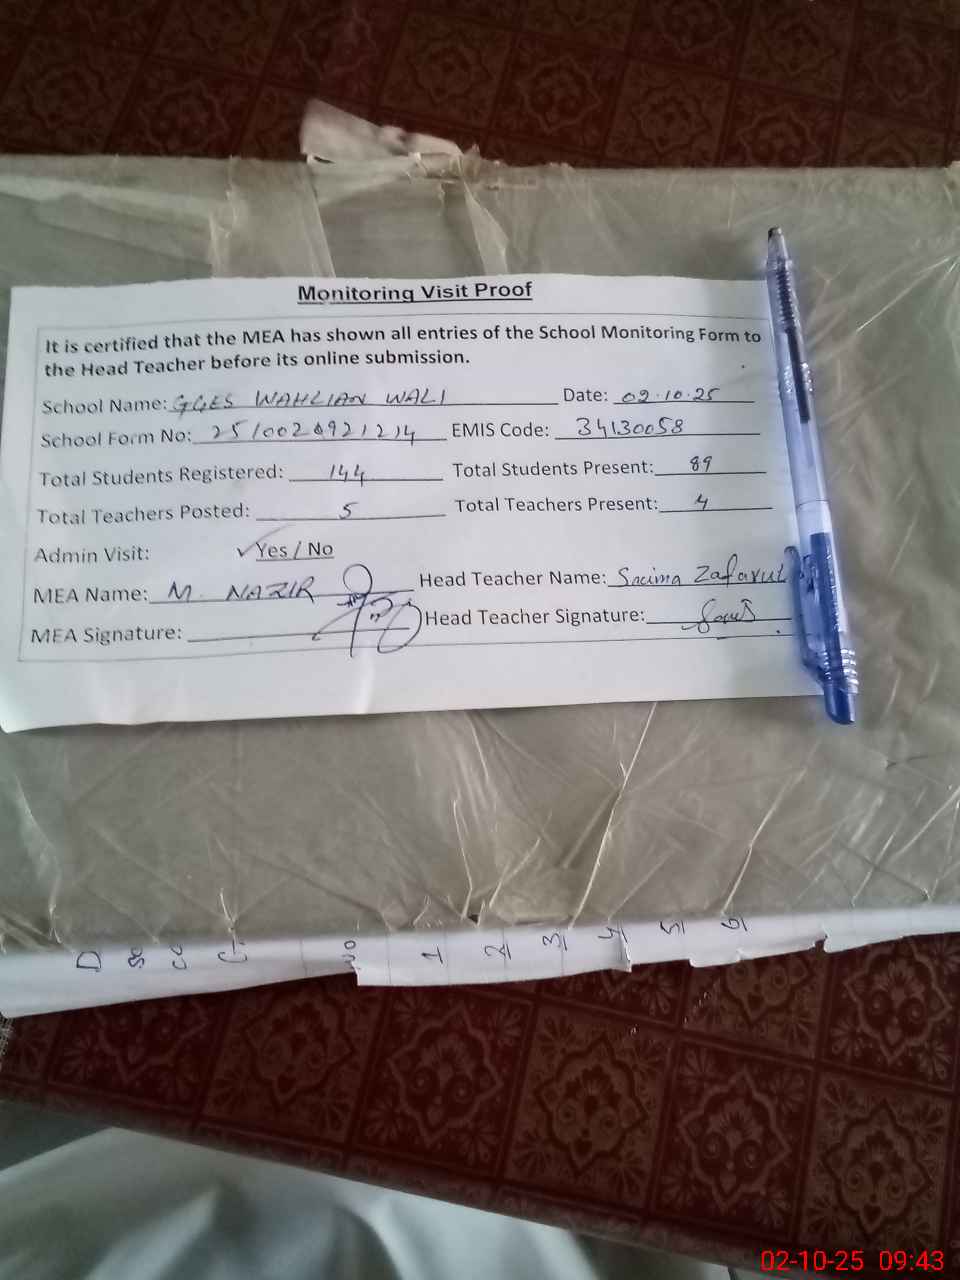 Monitoring Visit Proof
It is certified that the MEA has shown all entries of the School Monitoring Form to
the Head Teacher before its online submission.
School Name: GGES WAHLIAN WALI Date: 02.10.25
School Form No: EMIS Code: 34130058
Total Students Registered: 144 Total Students Present: 89
Total Teachers Posted: 5 Total Teachers Present: 4
Admin Visit: ✓Yes / No
MEA Name: M. NAZIR Head Teacher Name:
MEA Signature: Head Teacher Signature:
D
1 2 3 4 5 6
02-10-25 09:43